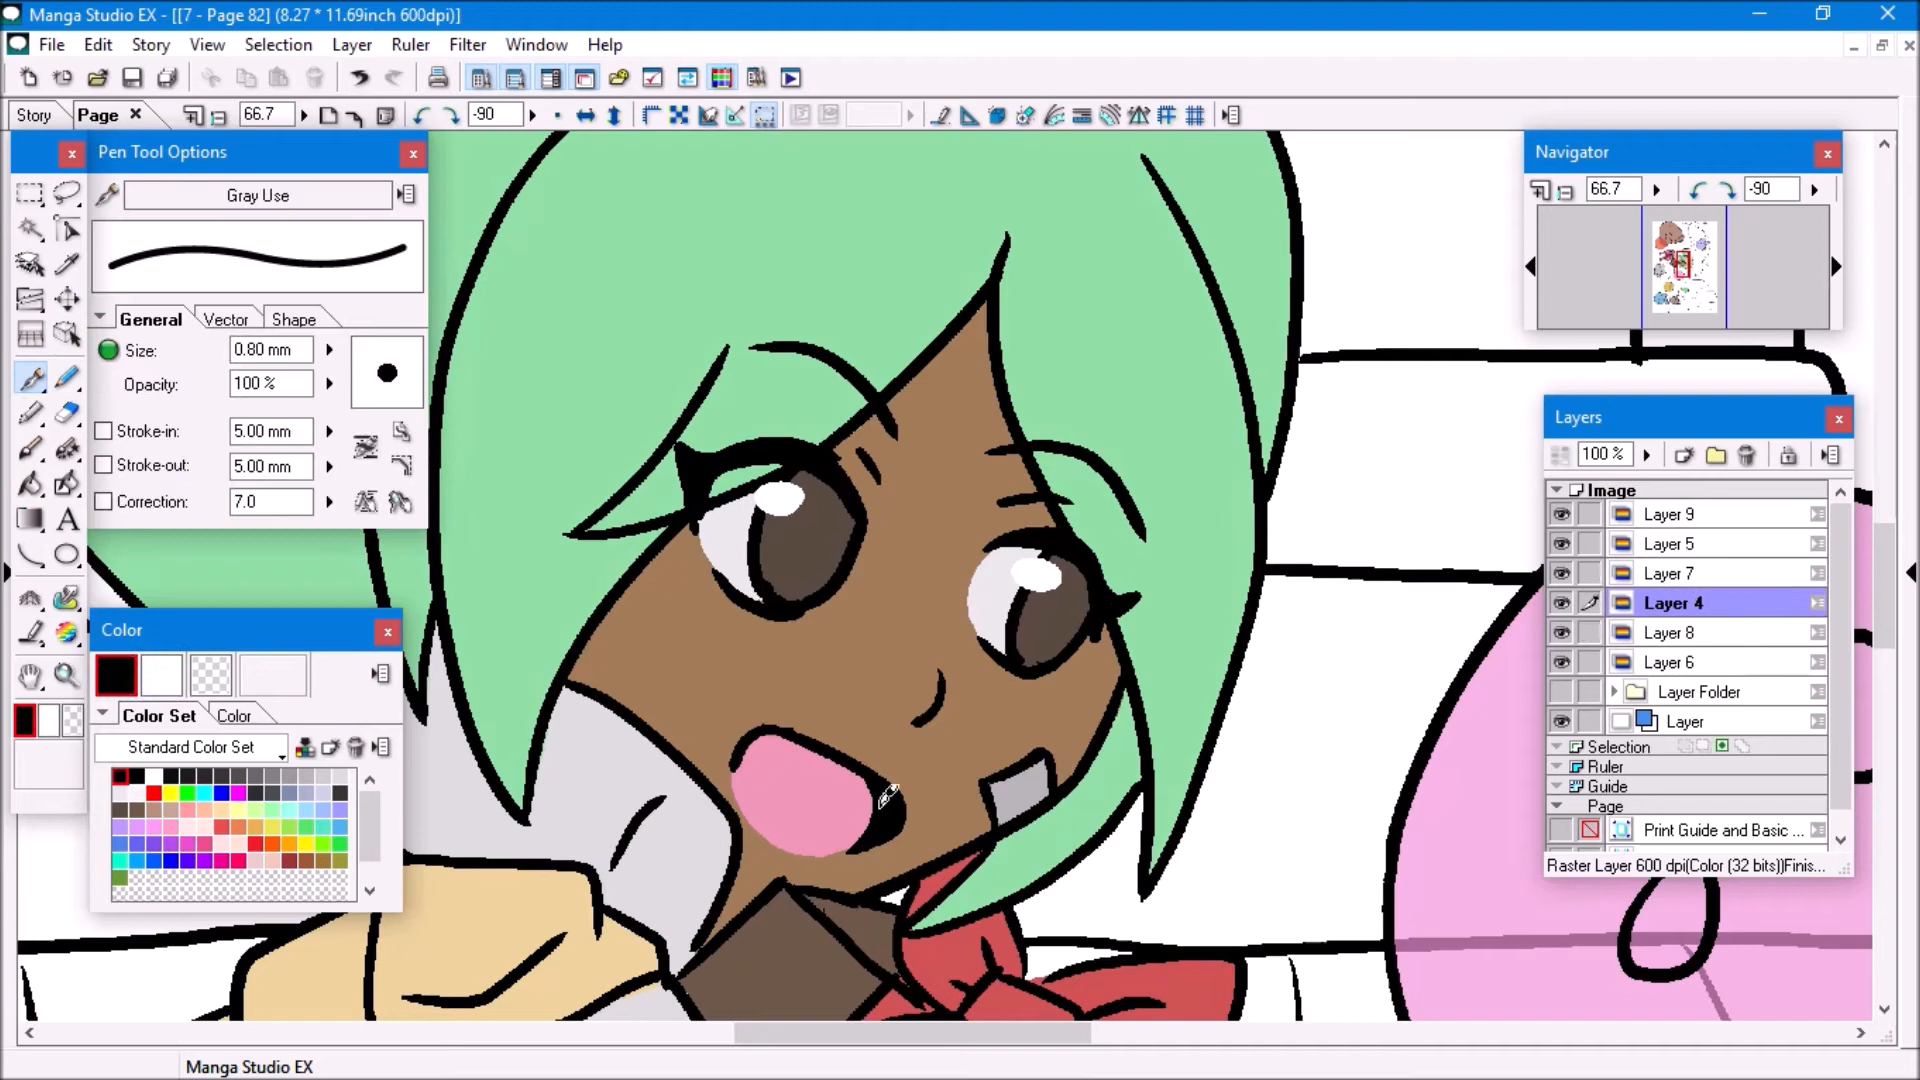 Manga Studio EX - [[7 - Page 82] (8.27 * 11.69inch 600dpi)]
File Edit Story View Selection Layer Ruler Filter Window Help
Story Page 66.7 -90
Pen Tool Options
Gray Use
General Vector Shape
Size: 0.80 mm
Opacity: 100 %
Stroke-in: 5.00 mm
Stroke-out: 5.00 mm
Correction: 7.0
Color
Color Set Color
Standard Color Set
Navigator
66.7 -90
Layers
100 %
Image
Layer 9
Layer 5
Layer 7
Layer 4
Layer 8
Layer 6
Layer Folder
Layer
Selection
Ruler
Guide
Page
Print Guide and Basic ...
Raster Layer 600 dpi(Color (32 bits))Finis...
Manga Studio EX